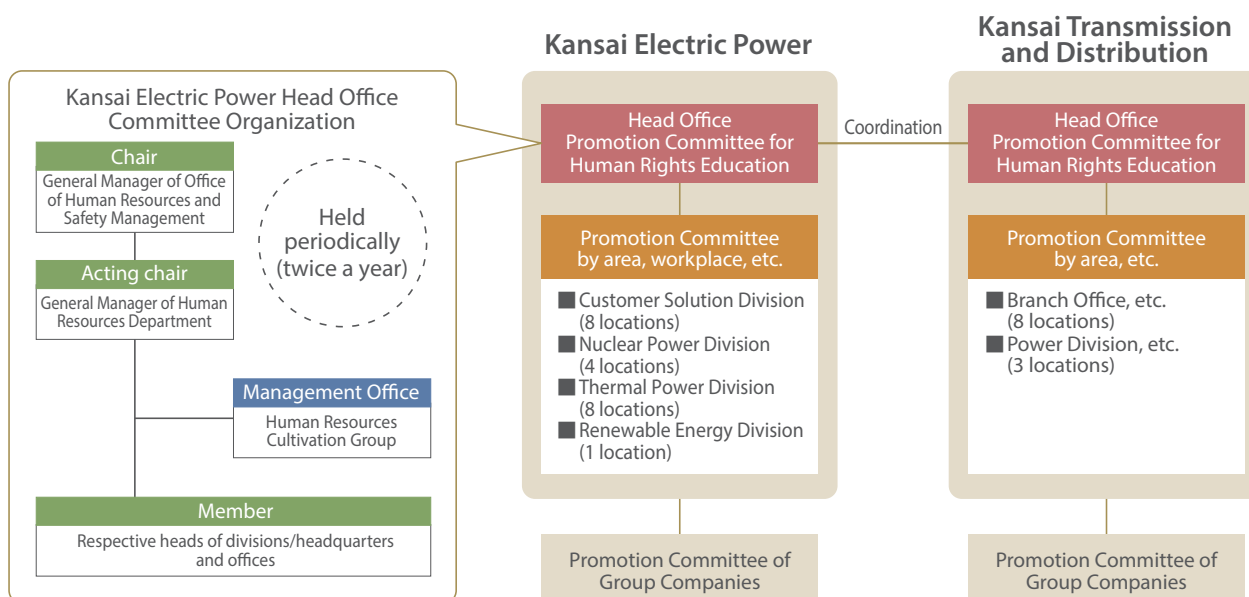 Kansai Electric Power Head Office
Committee Organization
Chair
General Manager of Office
of Human Resources and
Safety Management
Acting chair
General Manager of Human
Resources Department
Held
periodically
(twice a year)
Management Office
Human Resources
Cultivation Group
Member
Respective heads of divisions/headquarters
and offices
Kansai Electric Power
Head Office
Promotion Committee for
Human Rights Education
Promotion Committee
by area, workplace, etc.
■ Customer Solution Division
(8 locations)
■ Nuclear Power Division
(4 locations)
■ Thermal Power Division
(8 locations)
■ Renewable Energy Division
(1 location)
Promotion Committee of
Group Companies
Coordination
Kansai Transmission
and Distribution
Head Office
Promotion Committee for
Human Rights Education
Promotion Committee
by area, etc.
■ Branch Office, etc.
(8 locations)
■ Power Division, etc.
(3 locations)
Promotion Committee of
Group Companies